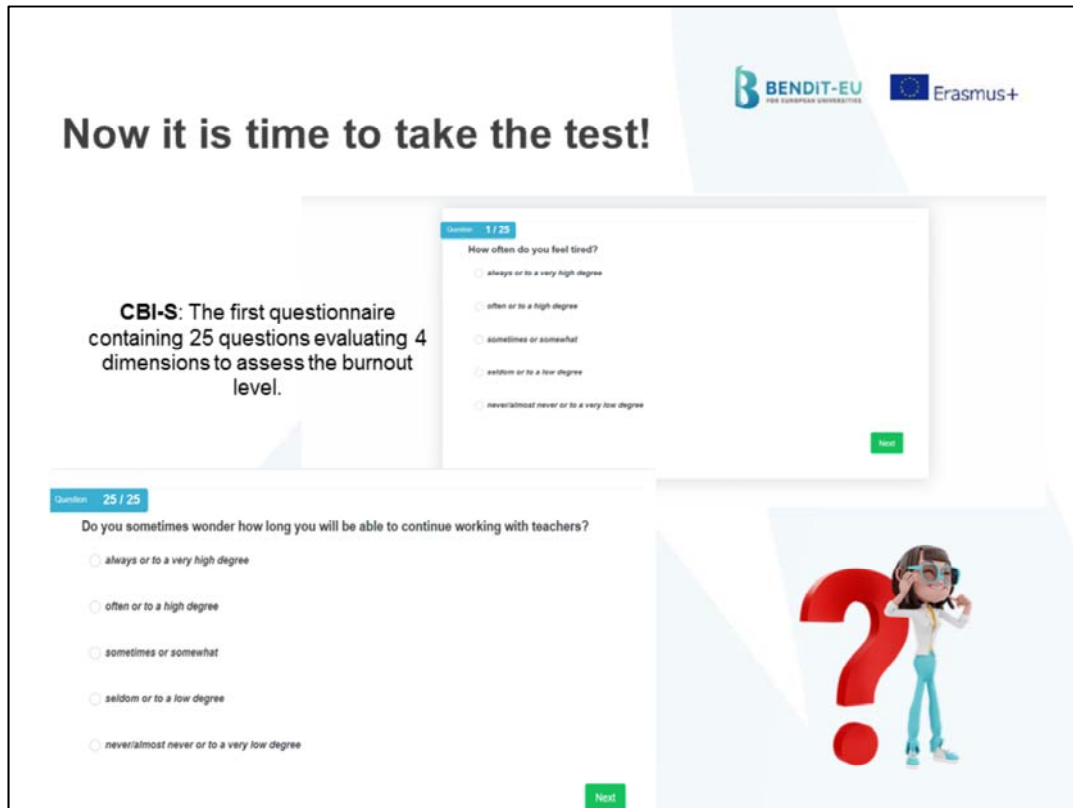 BENDiT-EU
FOR EUROPEAN UNIVERSITIES
Erasmus+
Now it is time to take the test!
Question 1 / 25
How often do you feel tired?
always or to a very high degree
often or to a high degree
sometimes or somewhat
seldom or to a low degree
never/almost never or to a very low degree
Next
CBI-S: The first questionnaire
containing 25 questions evaluating 4
dimensions to assess the burnout
level.
Question 25 / 25
Do you sometimes wonder how long you will be able to continue working with teachers?
always or to a very high degree
often or to a high degree
sometimes or somewhat
seldom or to a low degree
never/almost never or to a very low degree
Next